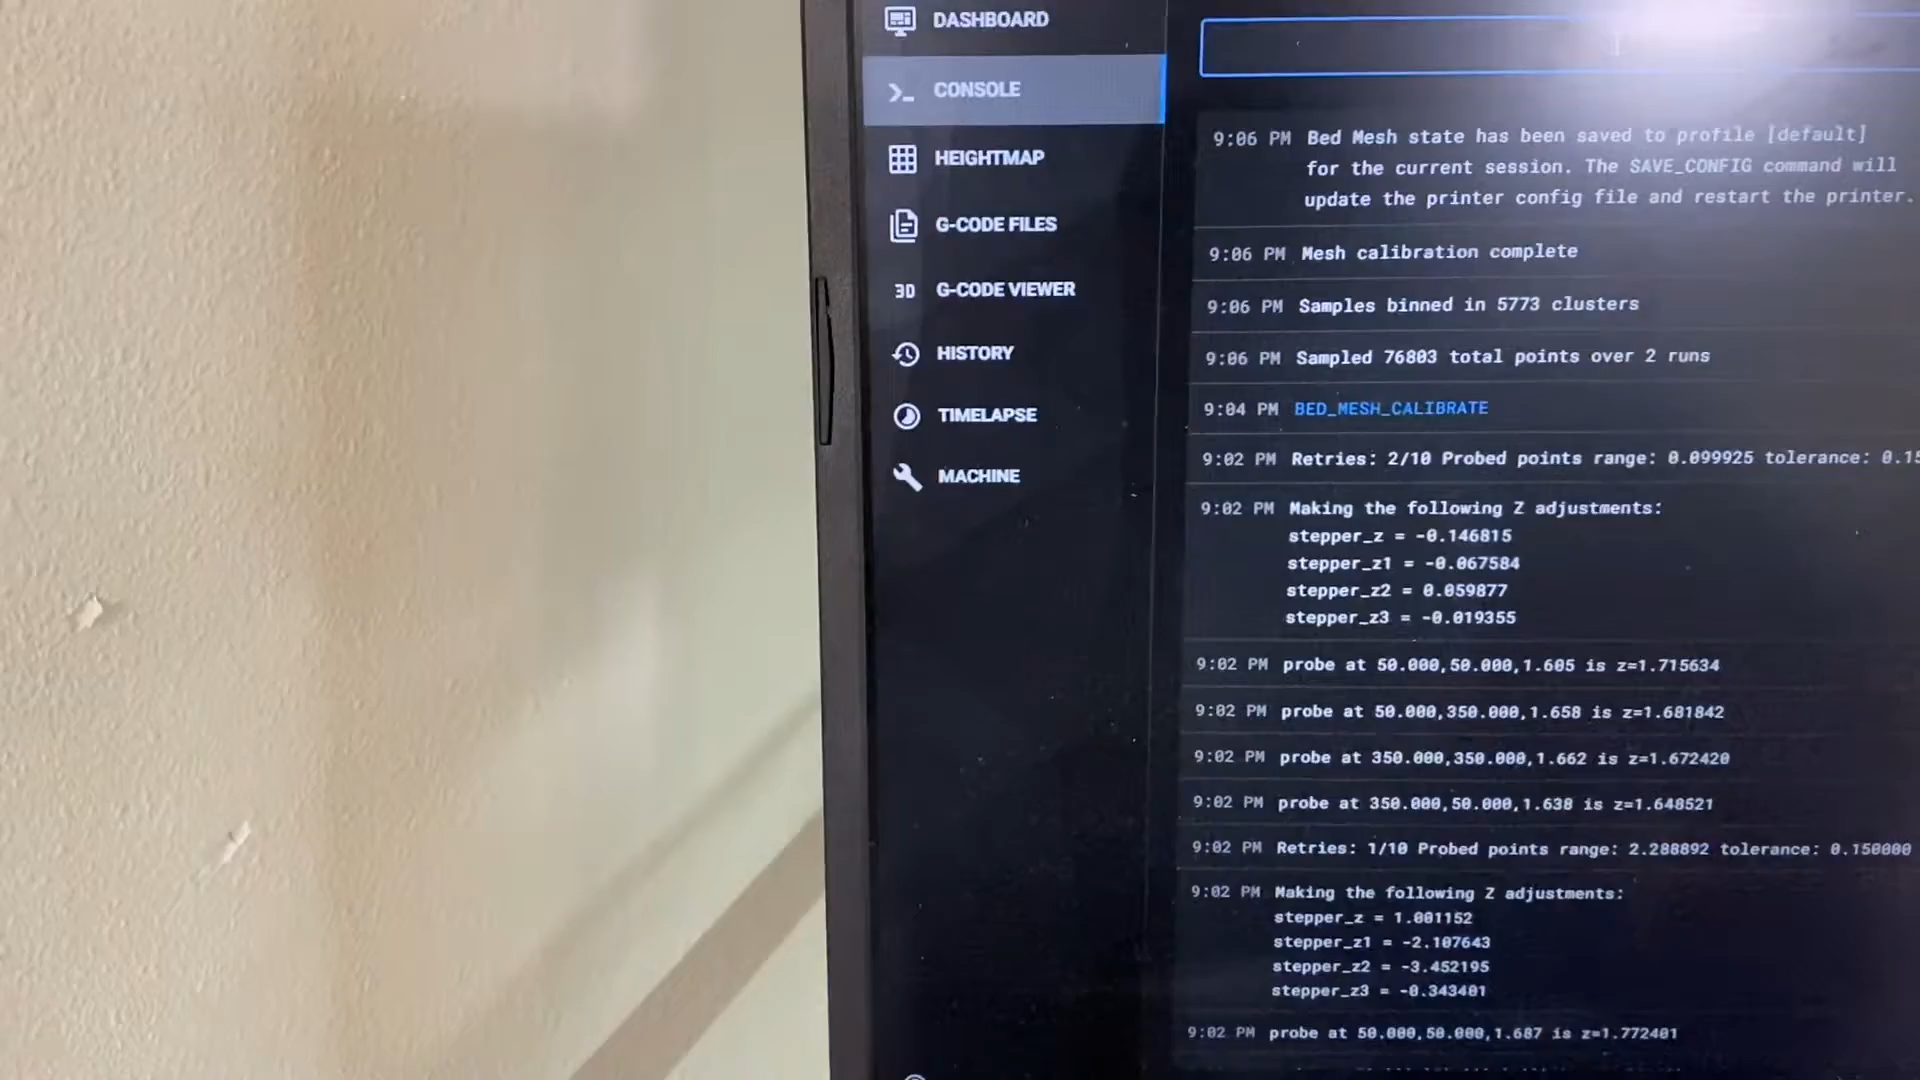 DASHBOARD
CONSOLE
HEIGHTMAP
G-CODE FILES
3D G-CODE VIEWER
HISTORY
TIMELAPSE
MACHINE
9:06 PM Bed Mesh state has been saved to profile [default]
for the current session. The SAVE_CONFIG command will
update the printer config file and restart the printer.
9:06 PM Mesh calibration complete
9:06 PM Samples binned in 5773 clusters
9:06 PM Sampled 76803 total points over 2 runs
9:04 PM BED_MESH_CALIBRATE
9:02 PM Retries: 2/10 Probed points range: 0.099925 tolerance: 0.15
9:02 PM Making the following Z adjustments:
stepper_z = -0.146815
stepper_z1 = -0.067584
stepper_z2 = 0.059877
stepper_z3 = -0.019355
9:02 PM probe at 50.000,50.000,1.605 is z=1.715634
9:02 PM probe at 50.000,350.000,1.658 is z=1.681842
9:02 PM probe at 350.000,350.000,1.662 is z=1.672420
9:02 PM probe at 350.000,50.000,1.638 is z=1.648521
9:02 PM Retries: 1/10 Probed points range: 2.288892 tolerance: 0.150000
9:02 PM Making the following Z adjustments:
stepper_z = 1.001152
stepper_z1 = -2.107643
stepper_z2 = -3.452195
stepper_z3 = -0.343401
9:02 PM probe at 50.000,50.000,1.687 is z=1.772401